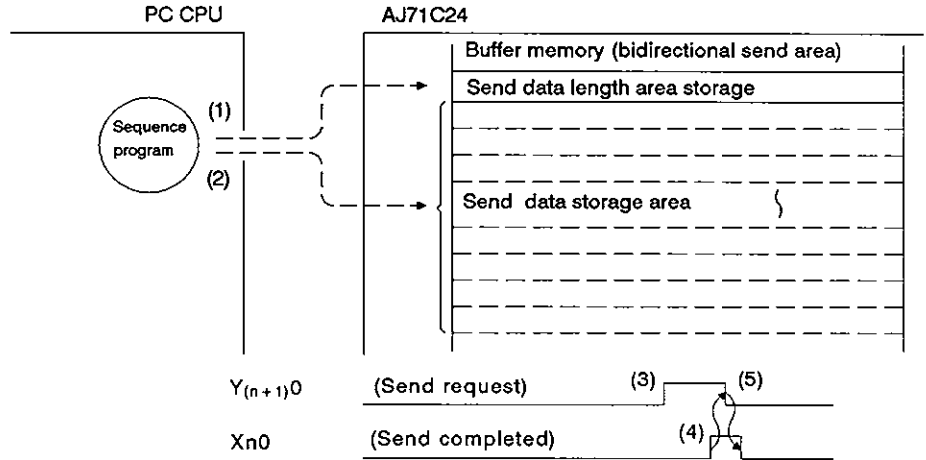 PC CPU
AJ71C24
Buffer memory (bidirectional send area)
Send data length area storage
(1)
Sequence
program
(2)
Send data storage area
Y(n+1)0
(Send request)
(3)
(5)
Xn0
(Send completed)
(4)